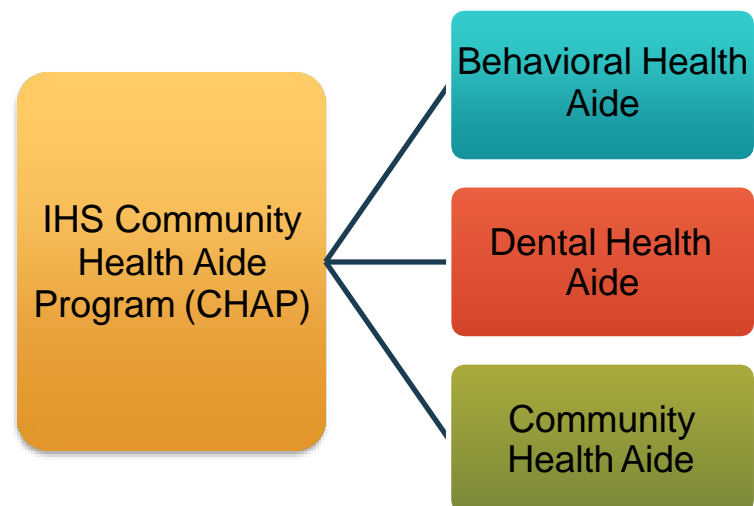 IHS Community
Health Aide
Program (CHAP)
Behavioral Health
Aide
Dental Health
Aide
Community
Health Aide